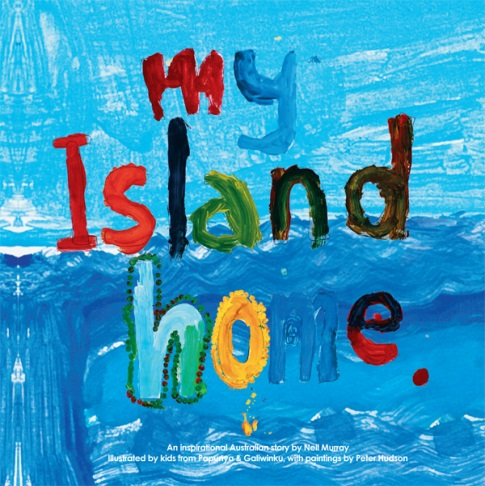 my
Island
home.
An inspirational Australian story by Neil Murray
Illustrated by kids from Papunya & Galiwinku, with paintings by Peter Hudson